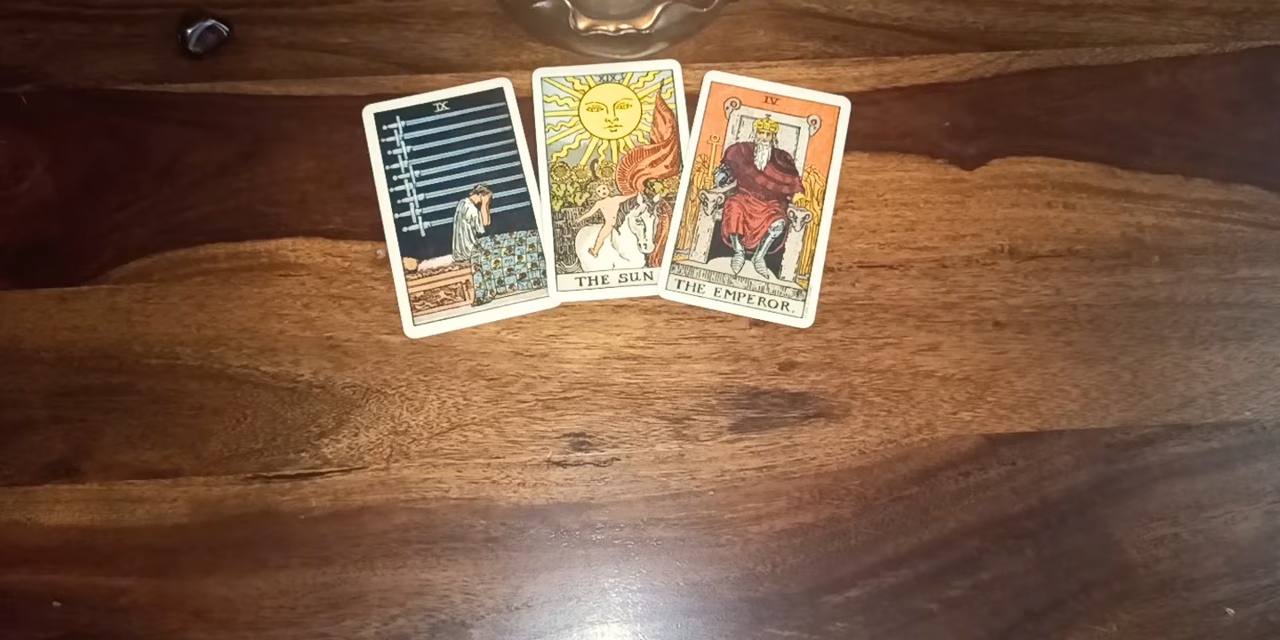 IX
XIX.
THE SUN
IV
THE EMPEROR.